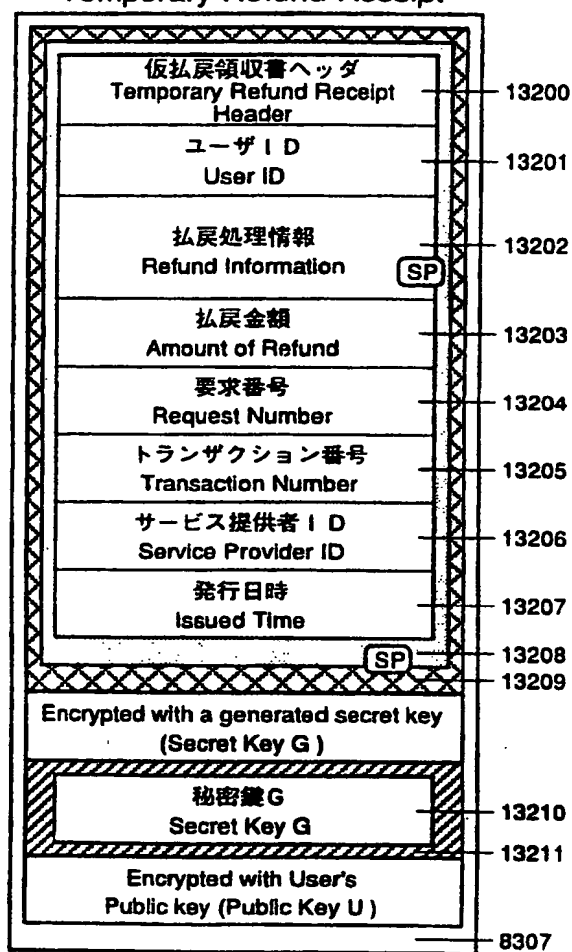 Temporary Refund Receipt
仮払戻領収書ヘッダ
Temporary Refund Receipt
Header
13200
ユーザID
User ID
13201
払戻処理情報
Refund Information
SP
13202
払戻金額
Amount of Refund
13203
要求番号
Request Number
13204
トランザクション番号
Transaction Number
13205
サービス提供者ID
Service Provider ID
13206
発行日時
Issued Time
13207
SP
13208
13209
Encrypted with a generated secret key
(Secret Key G )
秘密鍵G
Secret Key G
13210
13211
Encrypted with User's
Public key (Public Key U )
8307